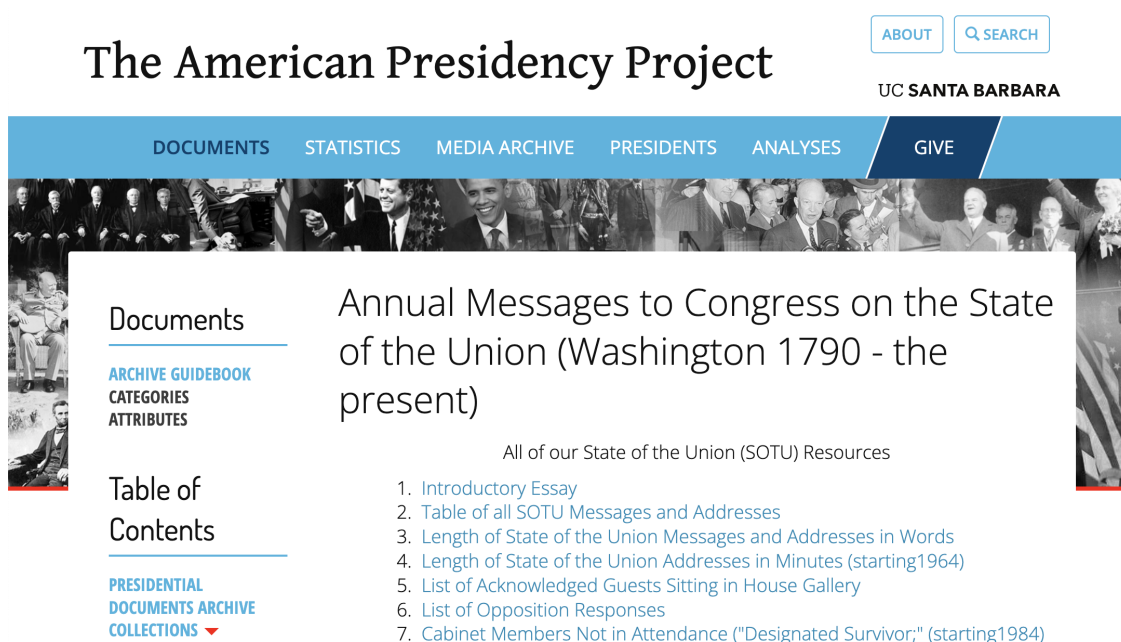 The American Presidency Project
ABOUT
SEARCH
UC SANTA BARBARA
DOCUMENTS
STATISTICS
MEDIA ARCHIVE
PRESIDENTS
ANALYSES
GIVE
Documents
ARCHIVE GUIDEBOOK
CATEGORIES
ATTRIBUTES
Table of
Contents
PRESIDENTIAL
DOCUMENTS ARCHIVE
COLLECTIONS
Annual Messages to Congress on the State
of the Union (Washington 1790 - the
present)
All of our State of the Union (SOTU) Resources
1. Introductory Essay
2. Table of all SOTU Messages and Addresses
3. Length of State of the Union Messages and Addresses in Words
4. Length of State of the Union Addresses in Minutes (starting1964)
5. List of Acknowledged Guests Sitting in House Gallery
6. List of Opposition Responses
7. Cabinet Members Not in Attendance ("Designated Survivor;" (starting1984)